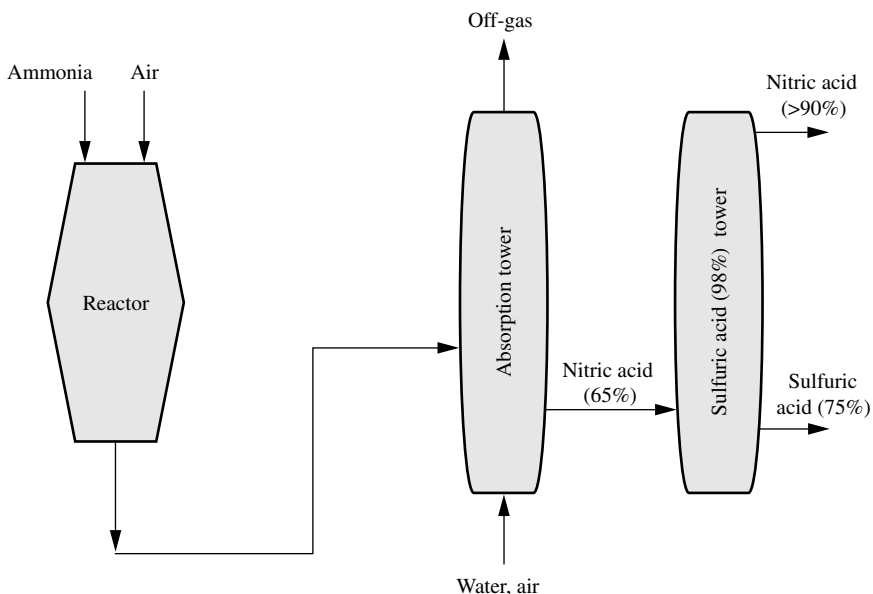 Off-gas
Ammonia
Air
Nitric acid
(>90%)
Reactor
Absorption tower
Sulfuric acid (98%) tower
Nitric acid
(65%)
Sulfuric
acid (75%)
Water, air